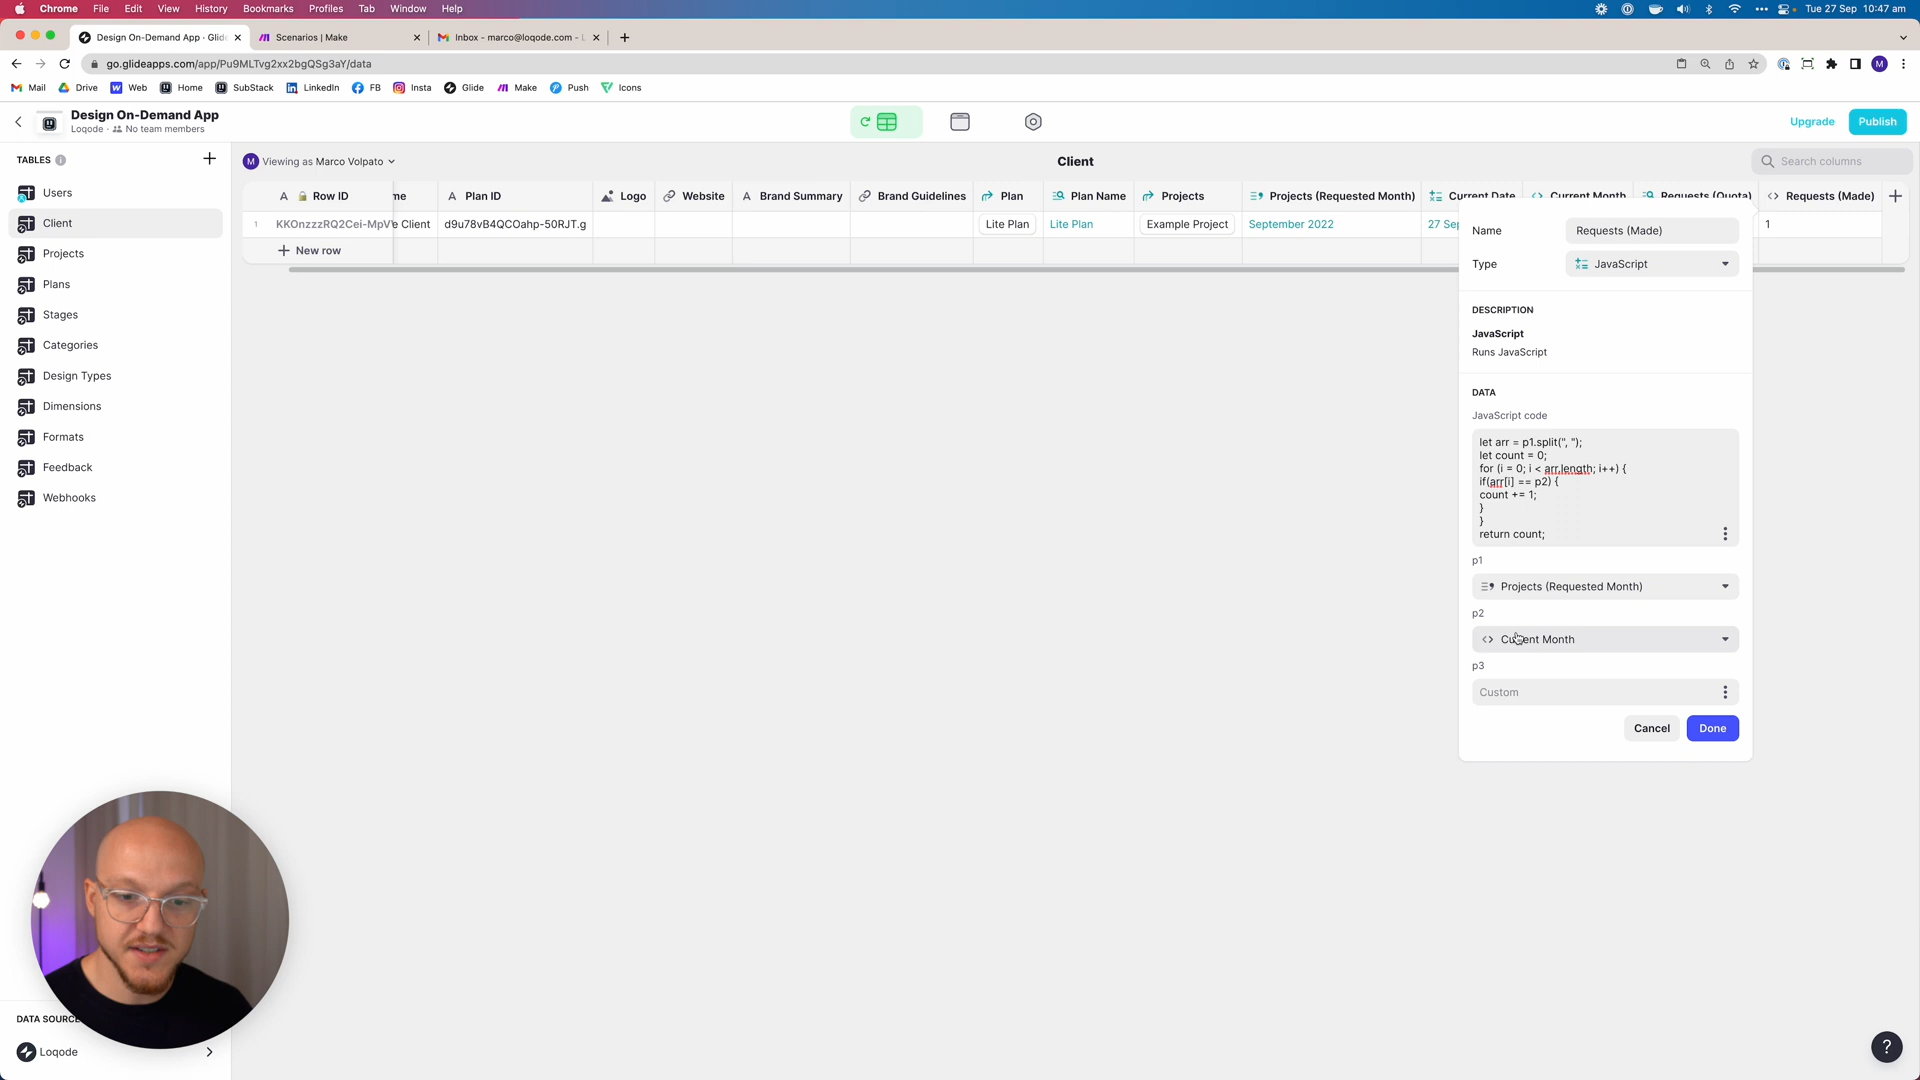 Chrome File Edit View History Bookmarks Profiles Tab Window Help
Tue 27 Sep 10:47 am
Design On-Demand App · Glide
Scenarios | Make
Inbox - marco@loqode.com - L
go.glideapps.com/app/Pu9MLTvg2xx2bgQSg3aY/data
M
Mail Drive Web Home SubStack LinkedIn FB Insta Glide Make Push Icons
Design On-Demand App
Loqode · No team members
Upgrade
Publish
TABLES
Users
Client
Projects
Plans
Stages
Categories
Design Types
Dimensions
Formats
Feedback
Webhooks
DATA SOURC
Loqode
M Viewing as Marco Volpato
Client
Search columns
A Row ID me A Plan ID Logo Website A Brand Summary Brand Guidelines Plan Plan Name Projects Projects (Requested Month) Current Date Current Month Requests (Quota) Requests (Made)
1 KKOnzzzRQ2Cei-MpV e Client d9u78vB4QCOahp-50RJT.g Lite Plan Lite Plan Example Project September 2022 27 Sep 1
New row
Name Requests (Made)
Type JavaScript
DESCRIPTION
JavaScript
Runs JavaScript
DATA
JavaScript code
let arr = p1.split(", ");
let count = 0;
for (i = 0; i < arr.length; i++) {
if(arr[i] == p2) {
count += 1;
}
}
return count;
p1
Projects (Requested Month)
p2
Current Month
p3
Custom
Cancel
Done
?